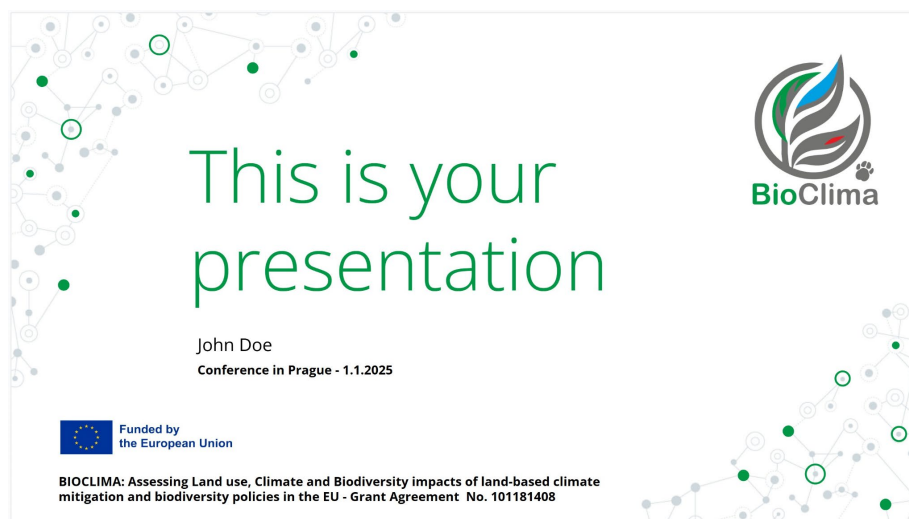 This is your
presentation
BioClima
John Doe
Conference in Prague - 1.1.2025
Funded by
the European Union
BIOCLIMA: Assessing Land use, Climate and Biodiversity impacts of land-based climate
mitigation and biodiversity policies in the EU - Grant Agreement No. 101181408